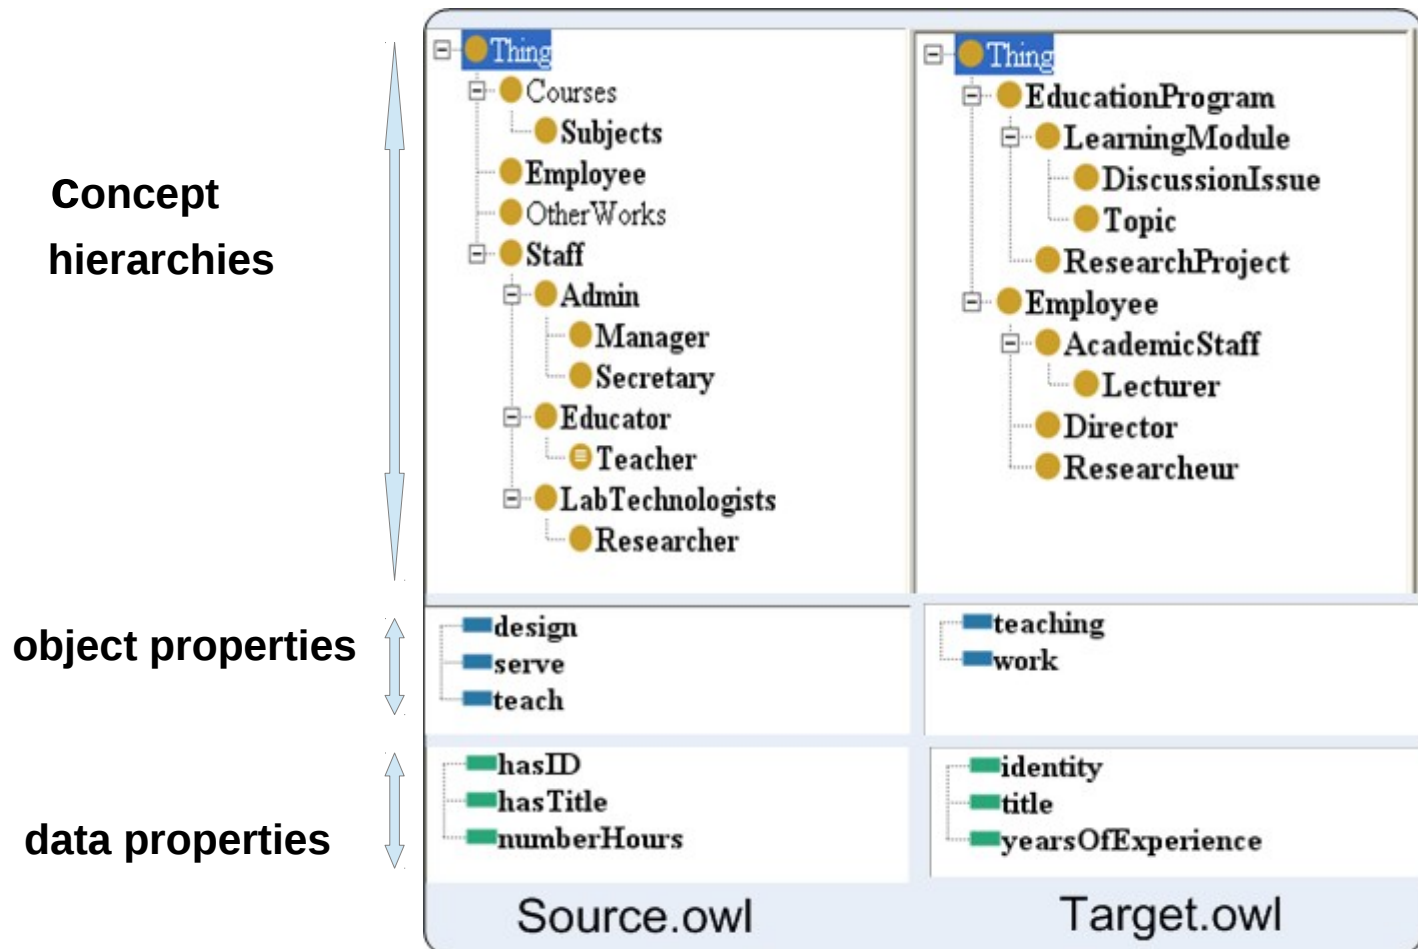 concept
hierarchies
Thing
Courses
Subjects
Employee
OtherWorks
Staff
Admin
Manager
Secretary
Educator
Teacher
LabTechnologists
Researcher
Thing
EducationProgram
LearningModule
DiscussionIssue
Topic
ResearchProject
Employee
AcademicStaff
Lecturer
Director
Researcheur
object properties
design
serve
teach
teaching
work
data properties
hasID
hasTitle
numberHours
identity
title
yearsOfExperience
Source.owl
Target.owl